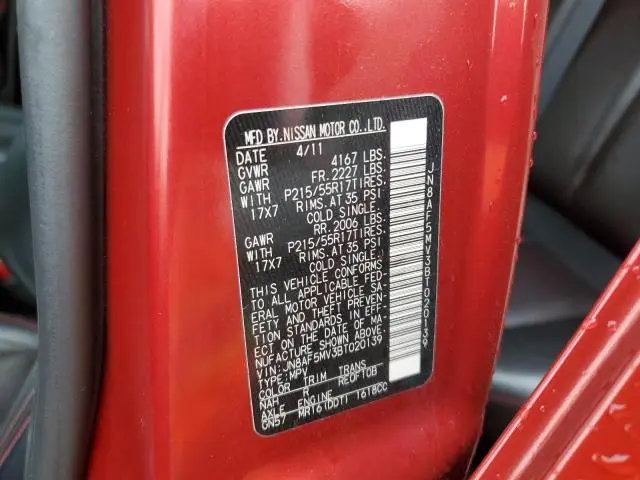 MFD BY.NISSAN MOTOR CO.,LTD.
DATE 4/11
GVWR 4167 LBS.
GAWR FR. 2227 LBS.
WITH P215/55R17TIRES.
17X7 RIMS. AT 35 PSI
COLD SINGLE.
GAWR RR. 2006 LBS.
WITH P215/55R17TIRES.
17X7 RIMS. AT 35 PSI
COLD SINGLE.
THIS VEHICLE CONFORMS
TO ALL APPLICABLE FED-
ERAL MOTOR VEHICLE SA-
FETY AND THEFT PREVEN-
TION STANDARDS IN EFF-
ECT ON THE DATE OF MA-
NUFACTURE SHOWN ABOVE.
VIN: JN8AF5MV3BT020139
TYPE: MPV
COLOR TRIM TRANS
NAH R RE0F10B
AXLE ENGINE
GN57 MR16(DDT) 1618CC
JN8AF5MV3BT020139